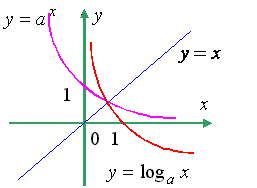 y = a^x
y
y = x
1
x
0 1
y = log_a x